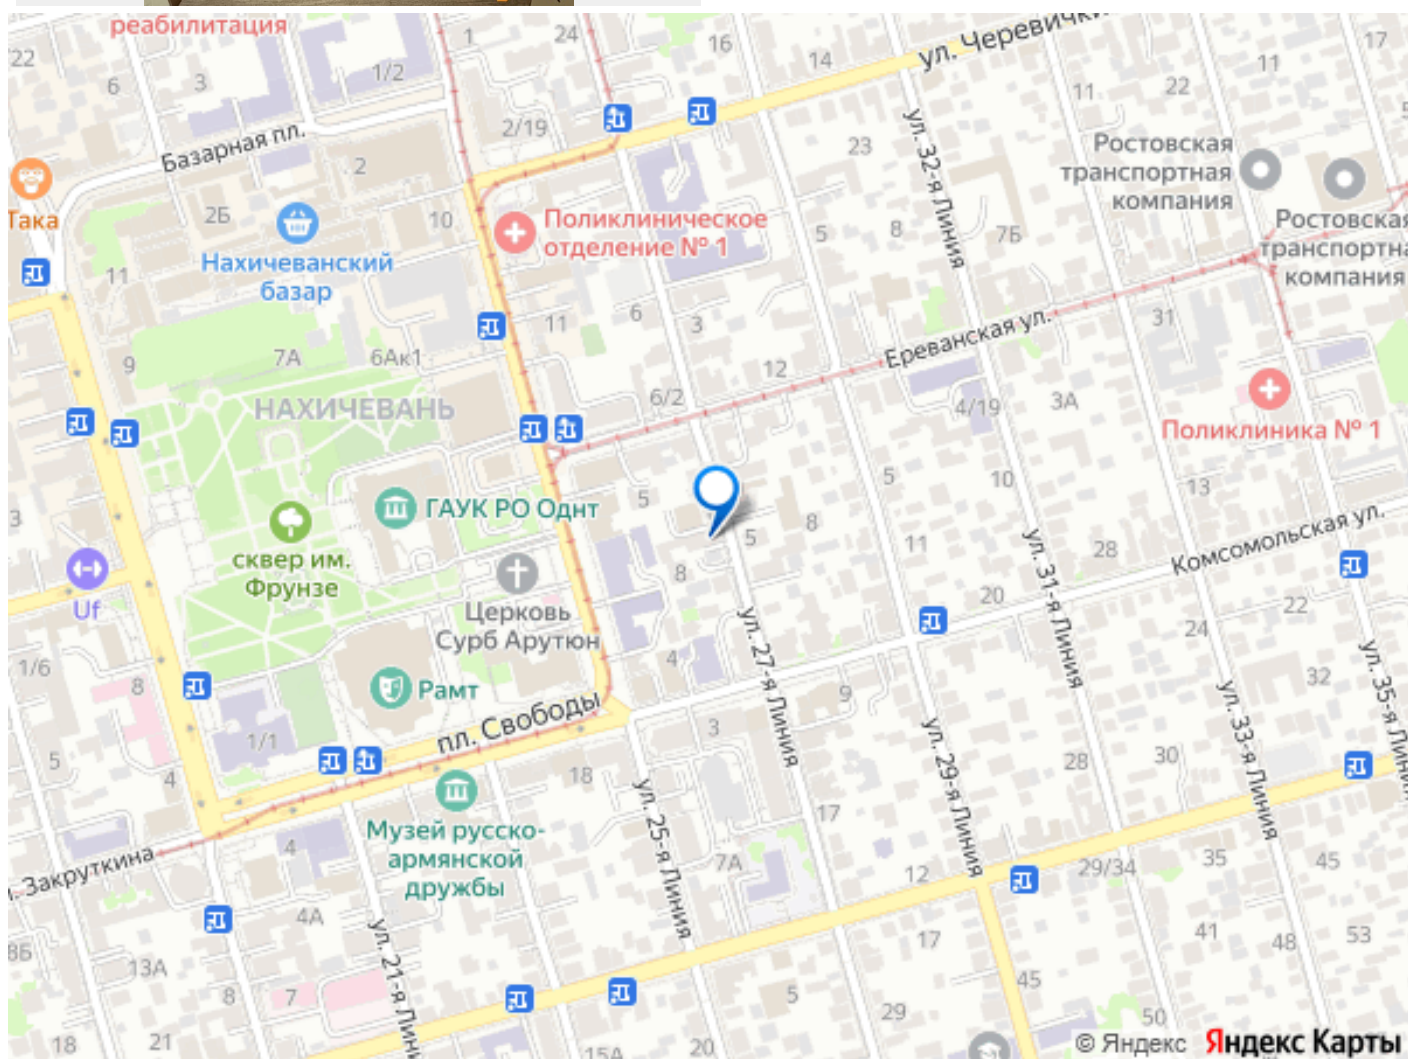 реабилитация
1
24
16
ул. Черевички
17
22
6
3
1/2
14
11
22
11
Базарная пл.
2/19
2
23
ул. 32-я Линия
Ростовская
транспортная
компания
Така
2Б
10
Нахичеванский
базар
Поликлиническое
отделение № 1
5
8
7Б
Ростовская
транспортна
компания
11
11
6
3
31
9
7А
6Ак1
12
Ереванская ул.
НАХИЧЕВАНЬ
6/2
4/19
3А
Поликлиника № 1
3
ГАУК РО Однт
5
5
8
5
10
13
11
28
Комсомольская ул.
сквер им.
Фрунзе
Uf
Церковь
Сурб Арутюн
8
ул. 27-я Линия
20
ул. 31-я Линия
22
24
1/6
8
Рамт
4
9
32
ул. 35-я Линия
пл. Свободы
1/1
3
ул. 29-я Линия
ул. 33-я Линия
5
4
18
28
30
ул. 25-я Линия
17
Музей русско-
армянской
дружбы
4
Закруткина
7А
12
29/34
35
45
4А
ул. 21-я Лини
8Б
13А
17
41
48
53
8
7
5
45
29
50
18
21
15А
20
© Яндекс Яндекс Карты